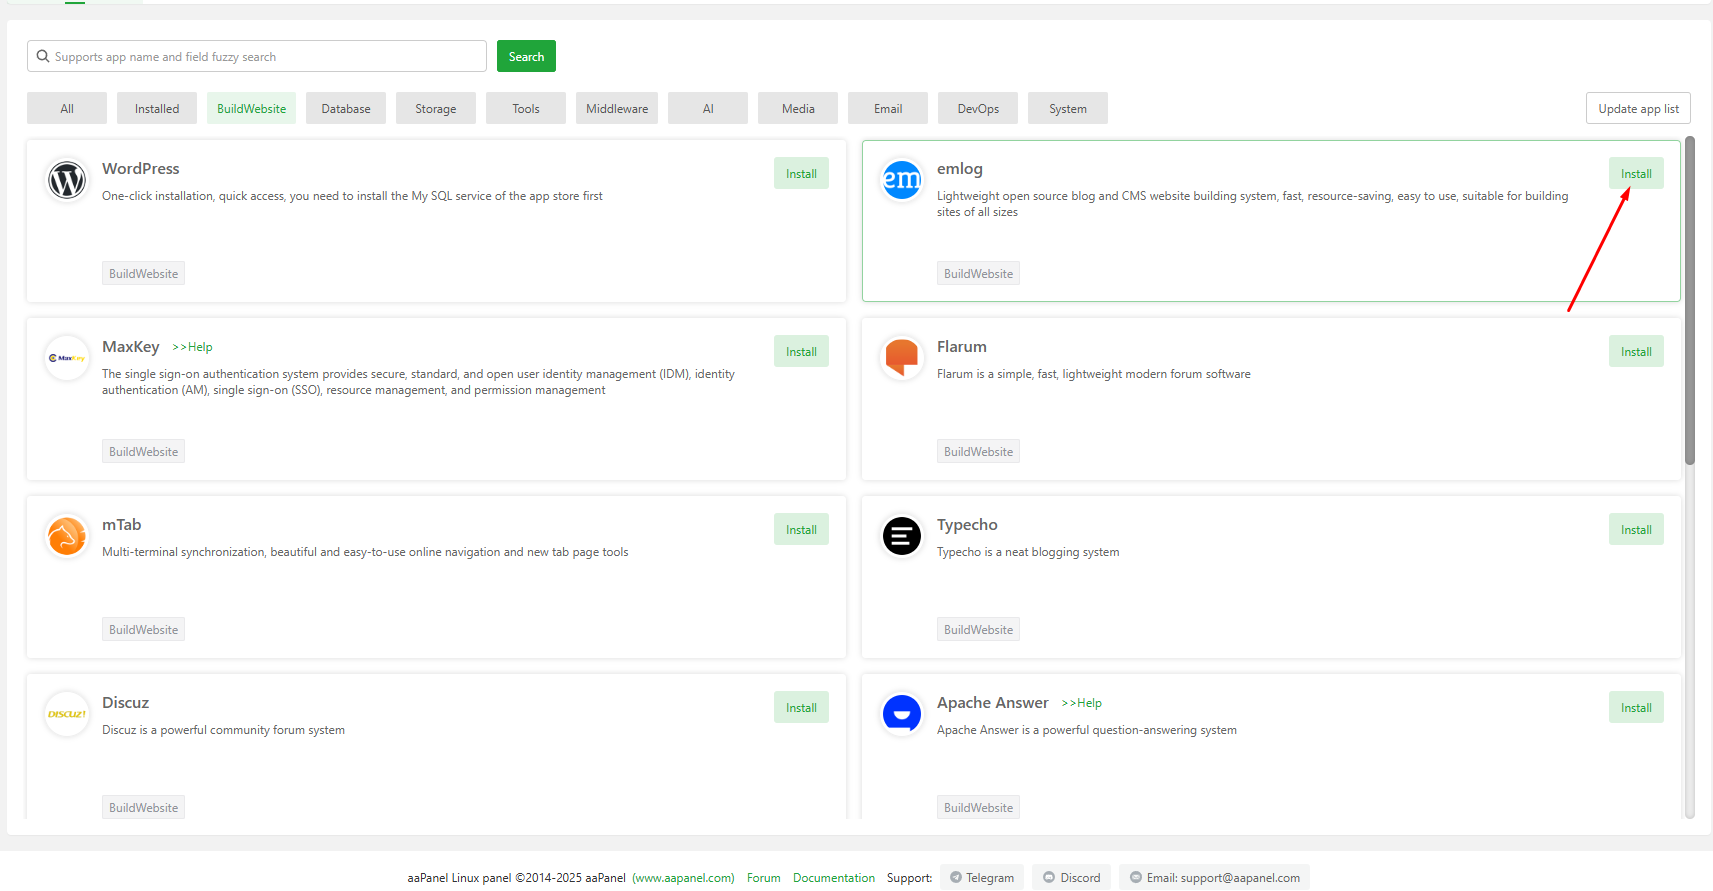 Supports app name and field fuzzy search
Search
All
Installed
BuildWebsite
Database
Storage
Tools
Middleware
AI
Media
Email
DevOps
System
Update app list
WordPress
Install
One-click installation, quick access, you need to install the My SQL service of the app store first
BuildWebsite
em
emlog
Install
Lightweight open source blog and CMS website building system, fast, resource-saving, easy to use, suitable for building
sites of all sizes
BuildWebsite
MaxKey
MaxKey >>Help
Install
The single sign-on authentication system provides secure, standard, and open user identity management (IDM), identity
authentication (AM), single sign-on (SSO), resource management, and permission management
BuildWebsite
Flarum
Install
Flarum is a simple, fast, lightweight modern forum software
BuildWebsite
mTab
Install
Multi-terminal synchronization, beautiful and easy-to-use online navigation and new tab page tools
BuildWebsite
Typecho
Install
Typecho is a neat blogging system
BuildWebsite
DISCUZ!
Discuz
Install
Discuz is a powerful community forum system
BuildWebsite
Apache Answer >>Help
Install
Apache Answer is a powerful question-answering system
BuildWebsite
aaPanel Linux panel ©2014-2025 aaPanel (www.aapanel.com) Forum Documentation Support: Telegram Discord Email: support@aapanel.com